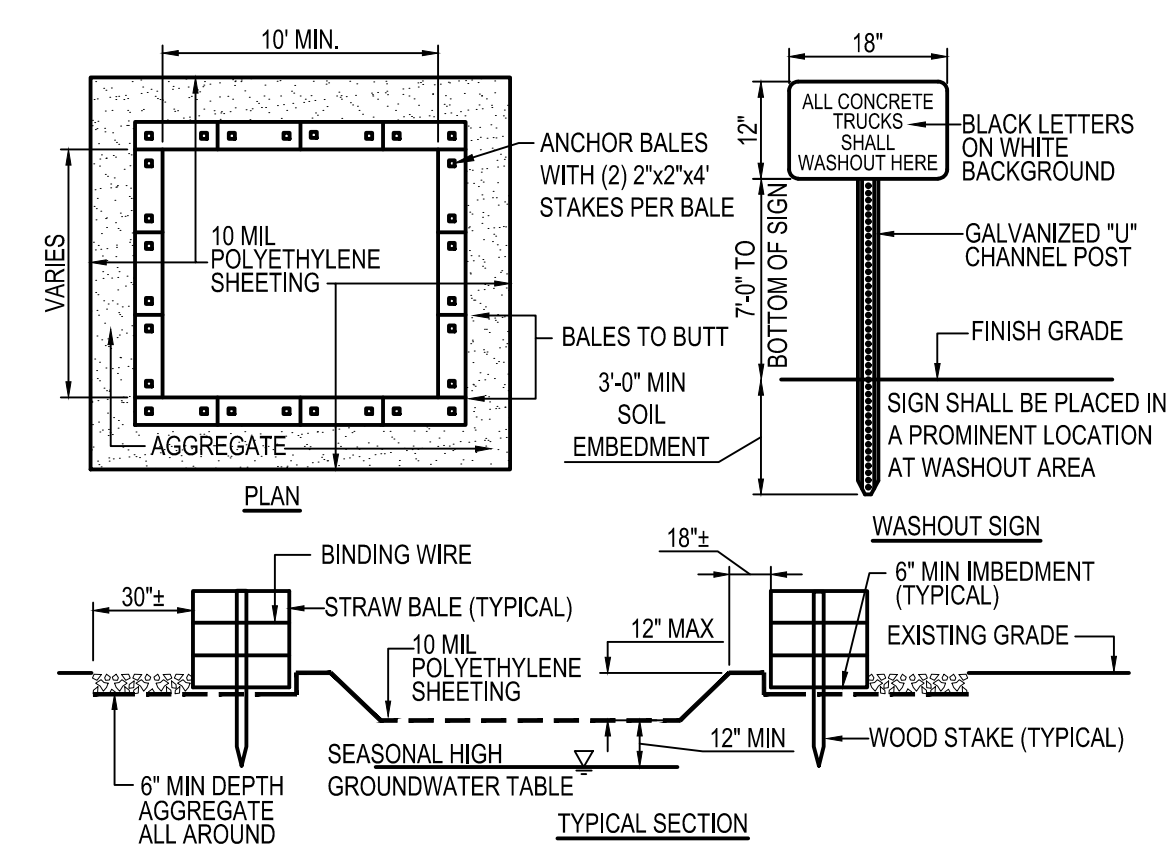 10' MIN.
VARIES
10 MIL
POLYETHYLENE
SHEETING
AGGREGATE
ANCHOR BALES
WITH (2) 2"x2"x4'
STAKES PER BALE
BALES TO BUTT
PLAN
18"
12"
ALL CONCRETE
TRUCKS
SHALL
WASHOUT HERE
BLACK LETTERS
ON WHITE
BACKGROUND
7'-0" TO
BOTTOM OF SIGN
GALVANIZED "U"
CHANNEL POST
FINISH GRADE
3'-0" MIN
SOIL
EMBEDMENT
SIGN SHALL BE PLACED IN
A PROMINENT LOCATION
AT WASHOUT AREA
WASHOUT SIGN
30"±
BINDING WIRE
STRAW BALE (TYPICAL)
10 MIL
POLYETHYLENE
SHEETING
18"±
12" MAX
6" MIN IMBEDMENT
(TYPICAL)
EXISTING GRADE
12" MIN
WOOD STAKE (TYPICAL)
SEASONAL HIGH
GROUNDWATER TABLE
6" MIN DEPTH
AGGREGATE
ALL AROUND
TYPICAL SECTION